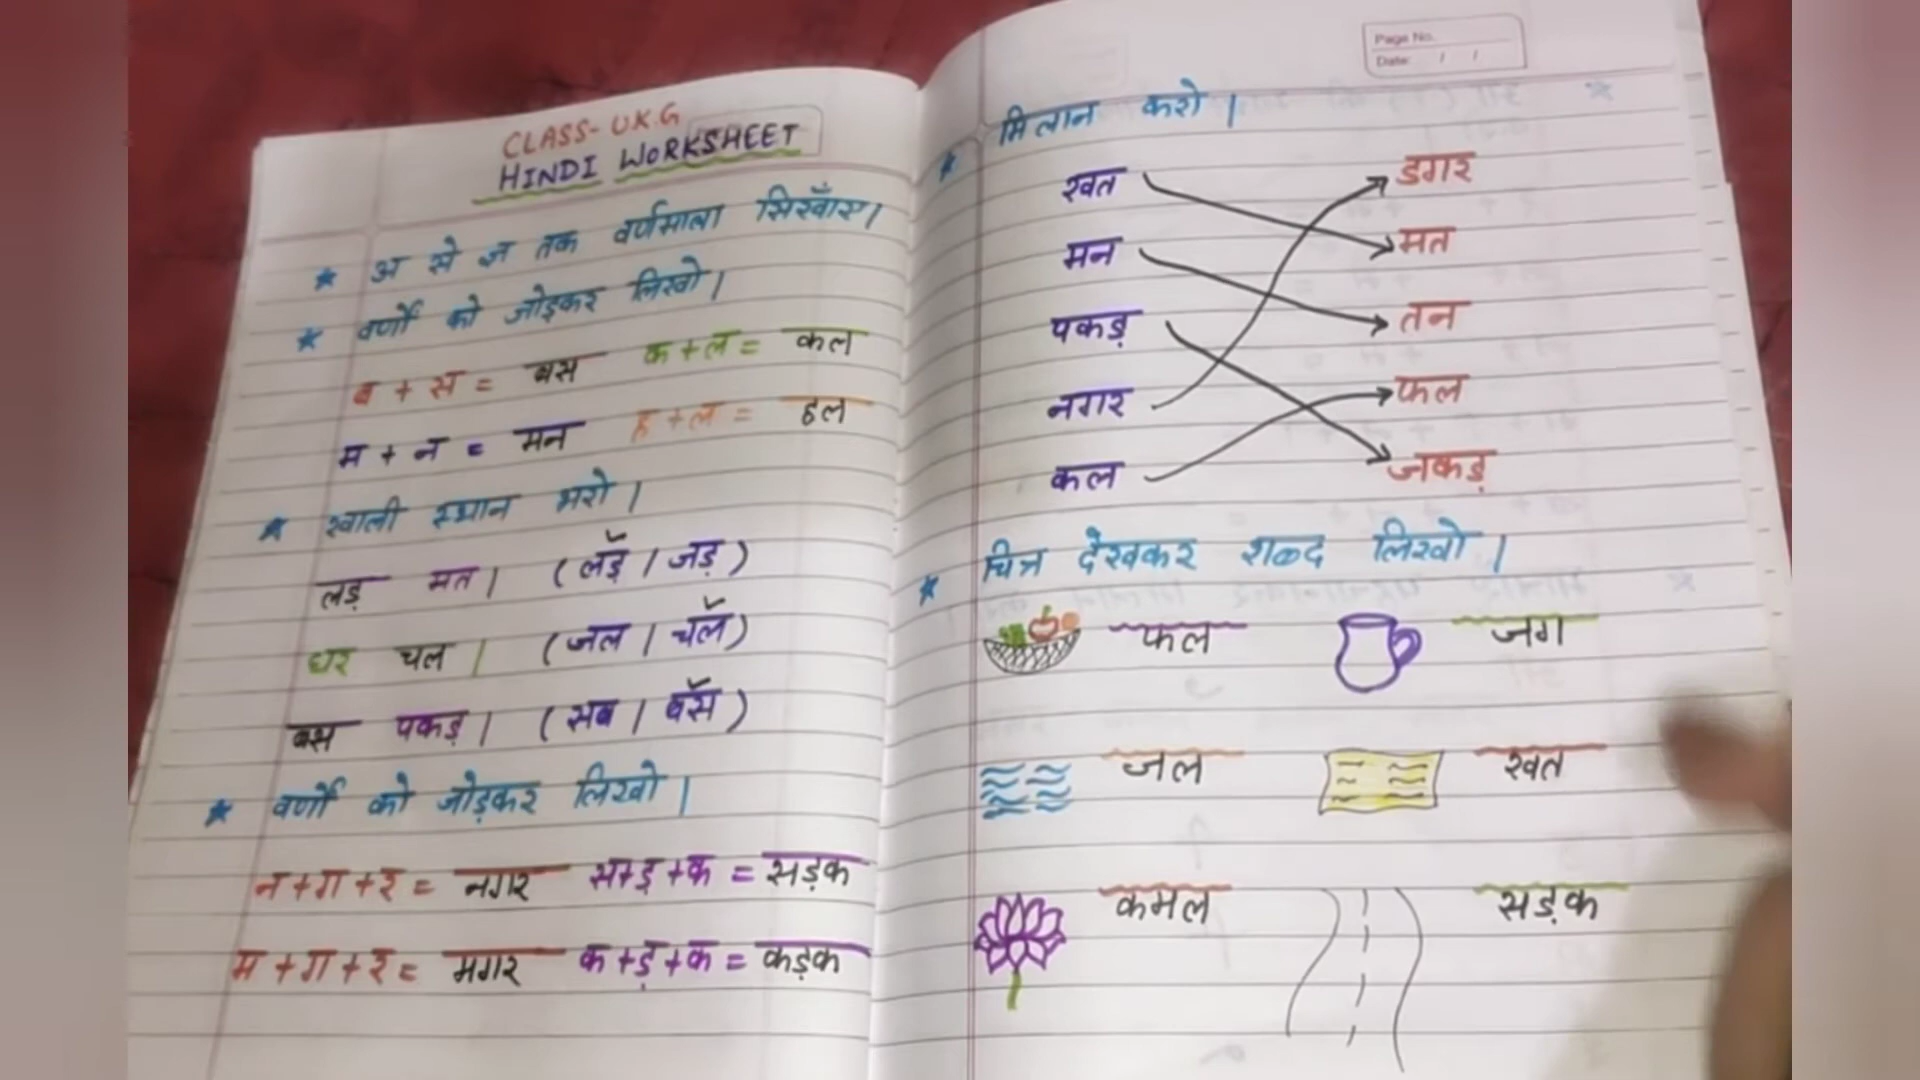 CLASS- U.K.G
HINDI WORKSHEET
* अ से ज्ञ तक वर्णमाला सिखाँए।
* वर्णो को जोड़कर लिखो।
ब + स = बस क + ल = कल
म + न = मन ह + ल = हल
* खाली स्थान भरो।
लड़ मत। (लड़ / जड़)
घर चल। (जल / चल)
बस पकड़। (सब / बस)
* वर्णो को जोड़कर लिखो।
न + ग + र = नगर स + ड़ + क = सड़क
म + ग + र = मगर क + ड़ + क = कड़क
Page No.
Date: / /
* मिलान करो।
खत डगर
मन मत
पकड़ तन
नगर फल
कल जकड़
* चित्र देखकर शब्द लिखो।
फल जग
जल खत
कमल सड़क